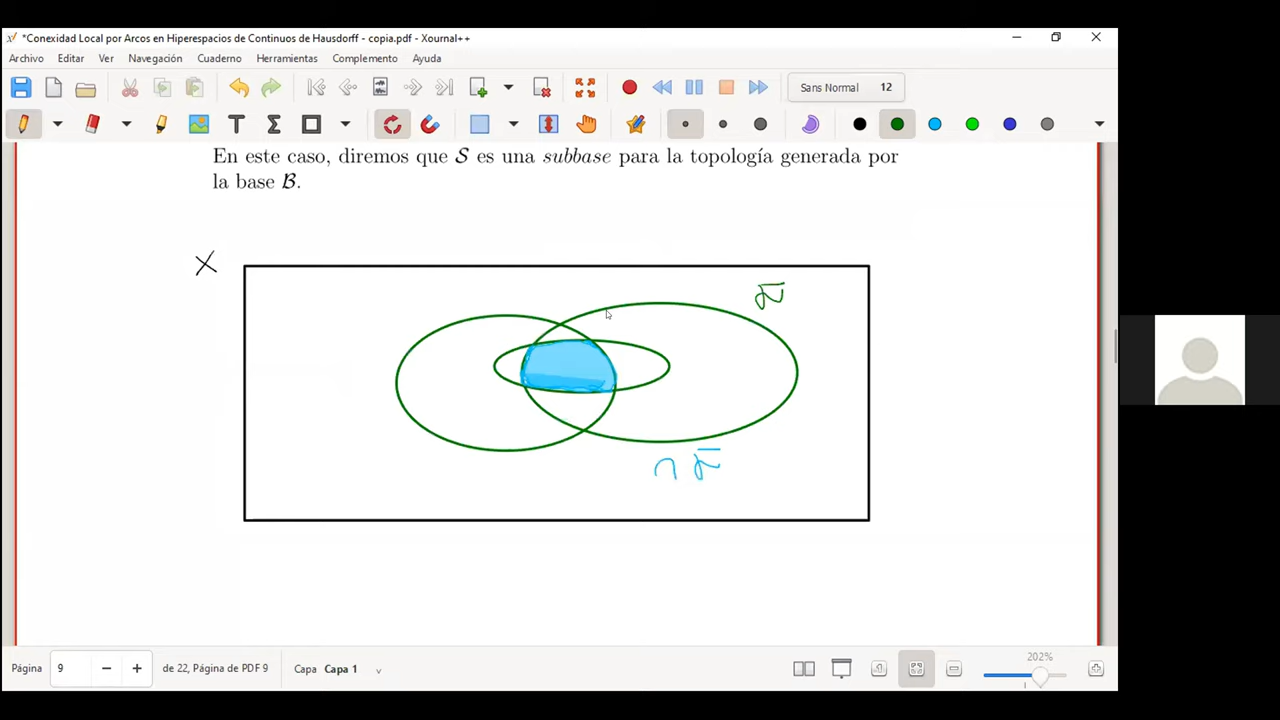 *Conexidad Local por Arcos en Hiperespacios de Continuos de Hausdorff - copia.pdf - Xournal++
Archivo Editar Ver Navegación Cuaderno Herramientas Complemento Ayuda
Sans Normal 12
En este caso, diremos que 𝒮 es una subbase para la topología generada por
la base ℬ.
X
Página 9 de 22, Página de PDF 9 Capa Capa 1
202%